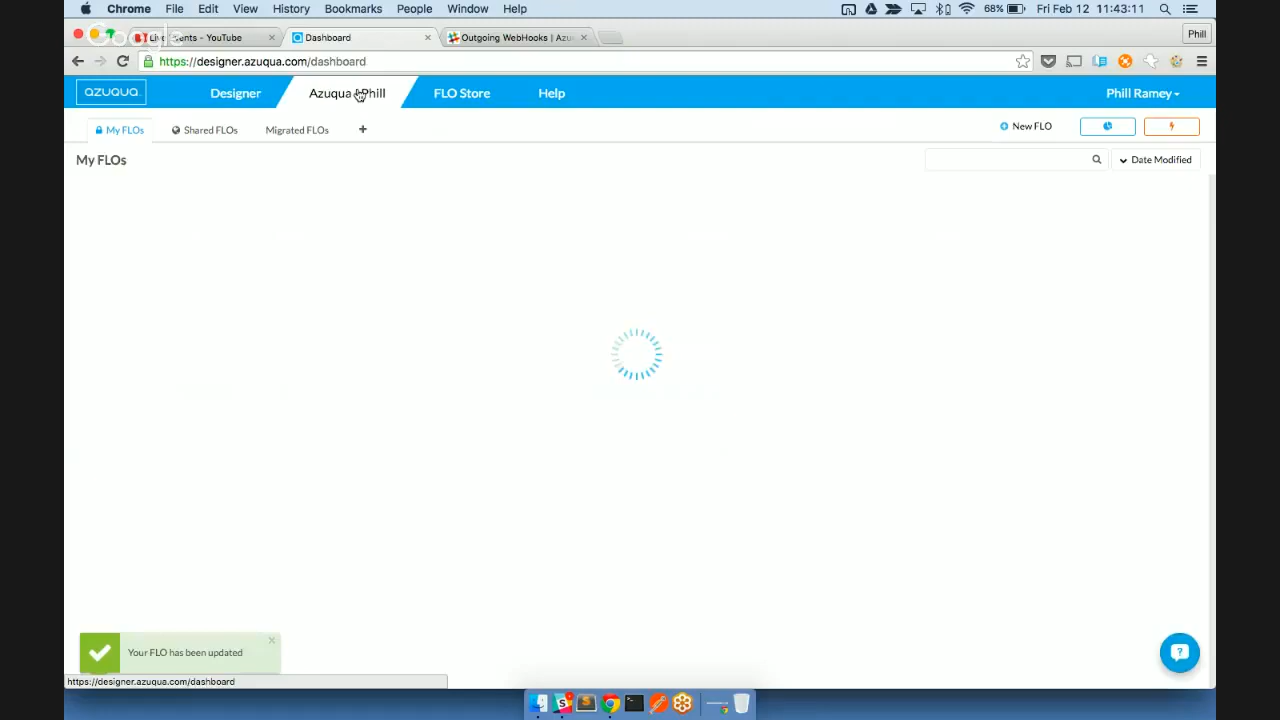 Chrome File Edit View History Bookmarks People Window Help 68% Fri Feb 12 11:43:11
Google
Events - YouTube Dashboard Outgoing WebHooks | Azu Phill
https://designer.azuqua.com/dashboard
azuqua Designer Azuqua Phill FLO Store Help Phill Ramey
My FLOs Shared FLOs Migrated FLOs + New FLO
My FLOs Date Modified
Your FLO has been updated
https://designer.azuqua.com/dashboard